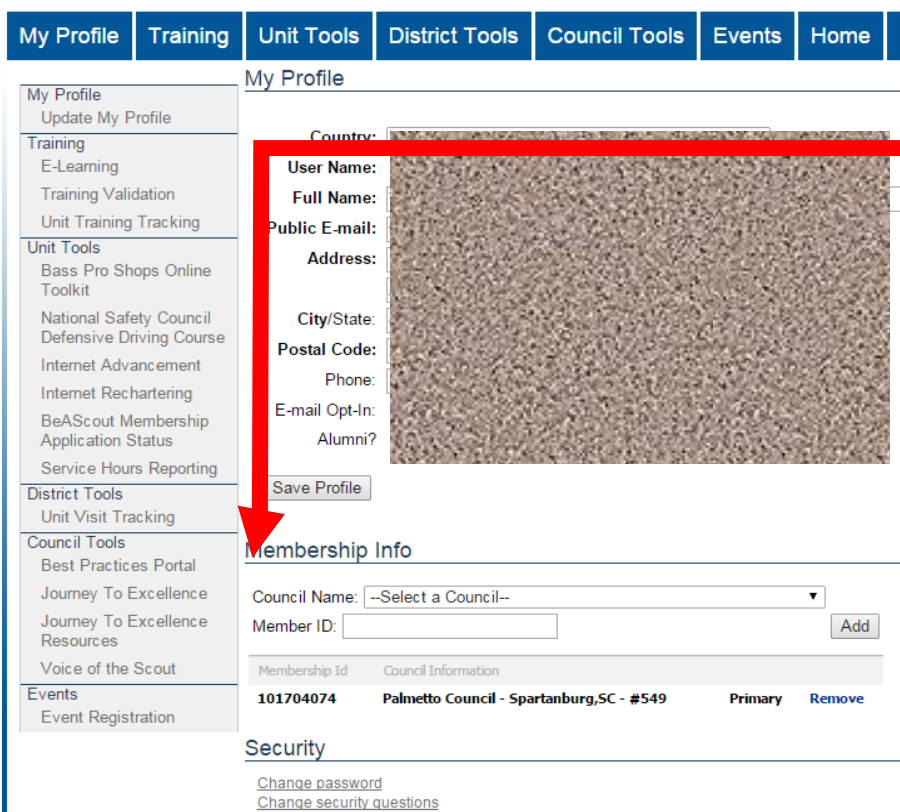 My Profile Training Unit Tools District Tools Council Tools Events Home
My Profile
Update My Profile
Training
E-Learning
Training Validation
Unit Training Tracking
Unit Tools
Bass Pro Shops Online
Toolkit
National Safety Council
Defensive Driving Course
Internet Advancement
Internet Rechartering
BeAScout Membership
Application Status
Service Hours Reporting
District Tools
Unit Visit Tracking
Council Tools
Best Practices Portal
Journey To Excellence
Journey To Excellence
Resources
Voice of the Scout
Events
Event Registration
My Profile
Country:
User Name:
Full Name:
Public E-mail:
Address:
City/State:
Postal Code:
Phone:
E-mail Opt-In:
Alumni?
Save Profile
Membership Info
Council Name: --Select a Council--
Member ID: Add
Membership Id Council Information
101704074 Palmetto Council - Spartanburg,SC - #549 Primary Remove
Security
Change password
Change security questions